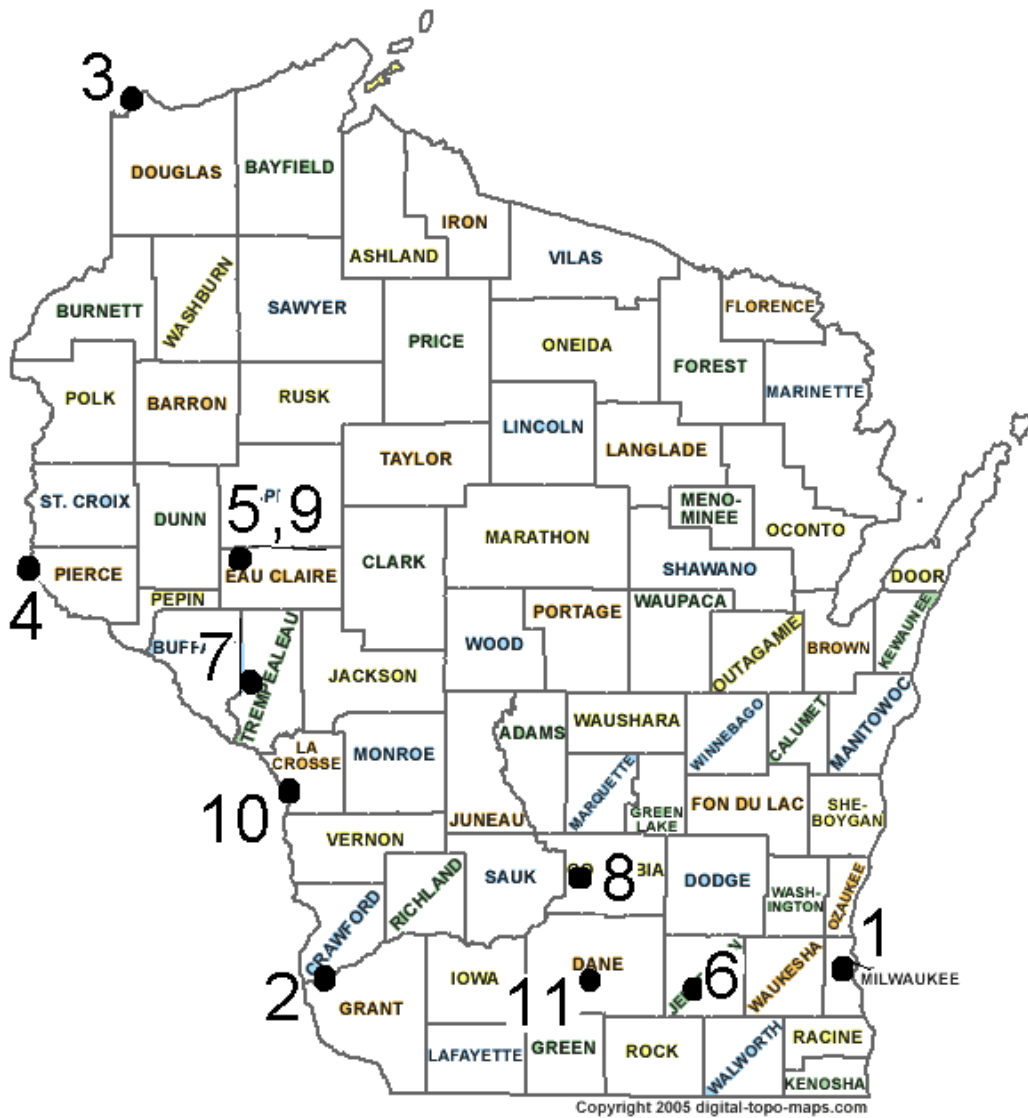 3
DOUGLAS
BAYFIELD
IRON
ASHLAND
VILAS
BURNETT
WASHBURN
SAWYER
FLORENCE
PRICE
ONEIDA
FOREST
POLK
BARRON
RUSK
MARINETTE
LINCOLN
LANGLADE
TAYLOR
ST. CROIX
5,9
DUNN
MENO-
MINEE
OCONTO
MARATHON
CLARK
SHAWANO
PIERCE
EAU CLAIRE
DOOR
4
PEPIN
PORTAGE
WAUPACA
KEWAUNEE
WOOD
BROWN
7
OUTAGAMIE
TREMPEALEAU
JACKSON
ADAMS
WAUSHARA
WINNEBAGO
CALUMET
MANITOWOC
LA
CROSSE
MONROE
MARQUETTE
10
JUNEAU
GREEN
LAKE
FON DU LAC
SHE-
BOYGAN
VERNON
RICHLAND
SAUK
8
DODGE
WASH-
INGTON
OZAUKEE
CRAWFORD
1
2
IOWA
DANE
11
6
WAUKESHA
MILWAUKEE
GRANT
LAFAYETTE
GREEN
ROCK
WALWORTH
RACINE
KENOSHA
Copyright 2005 digital-topo-maps.com